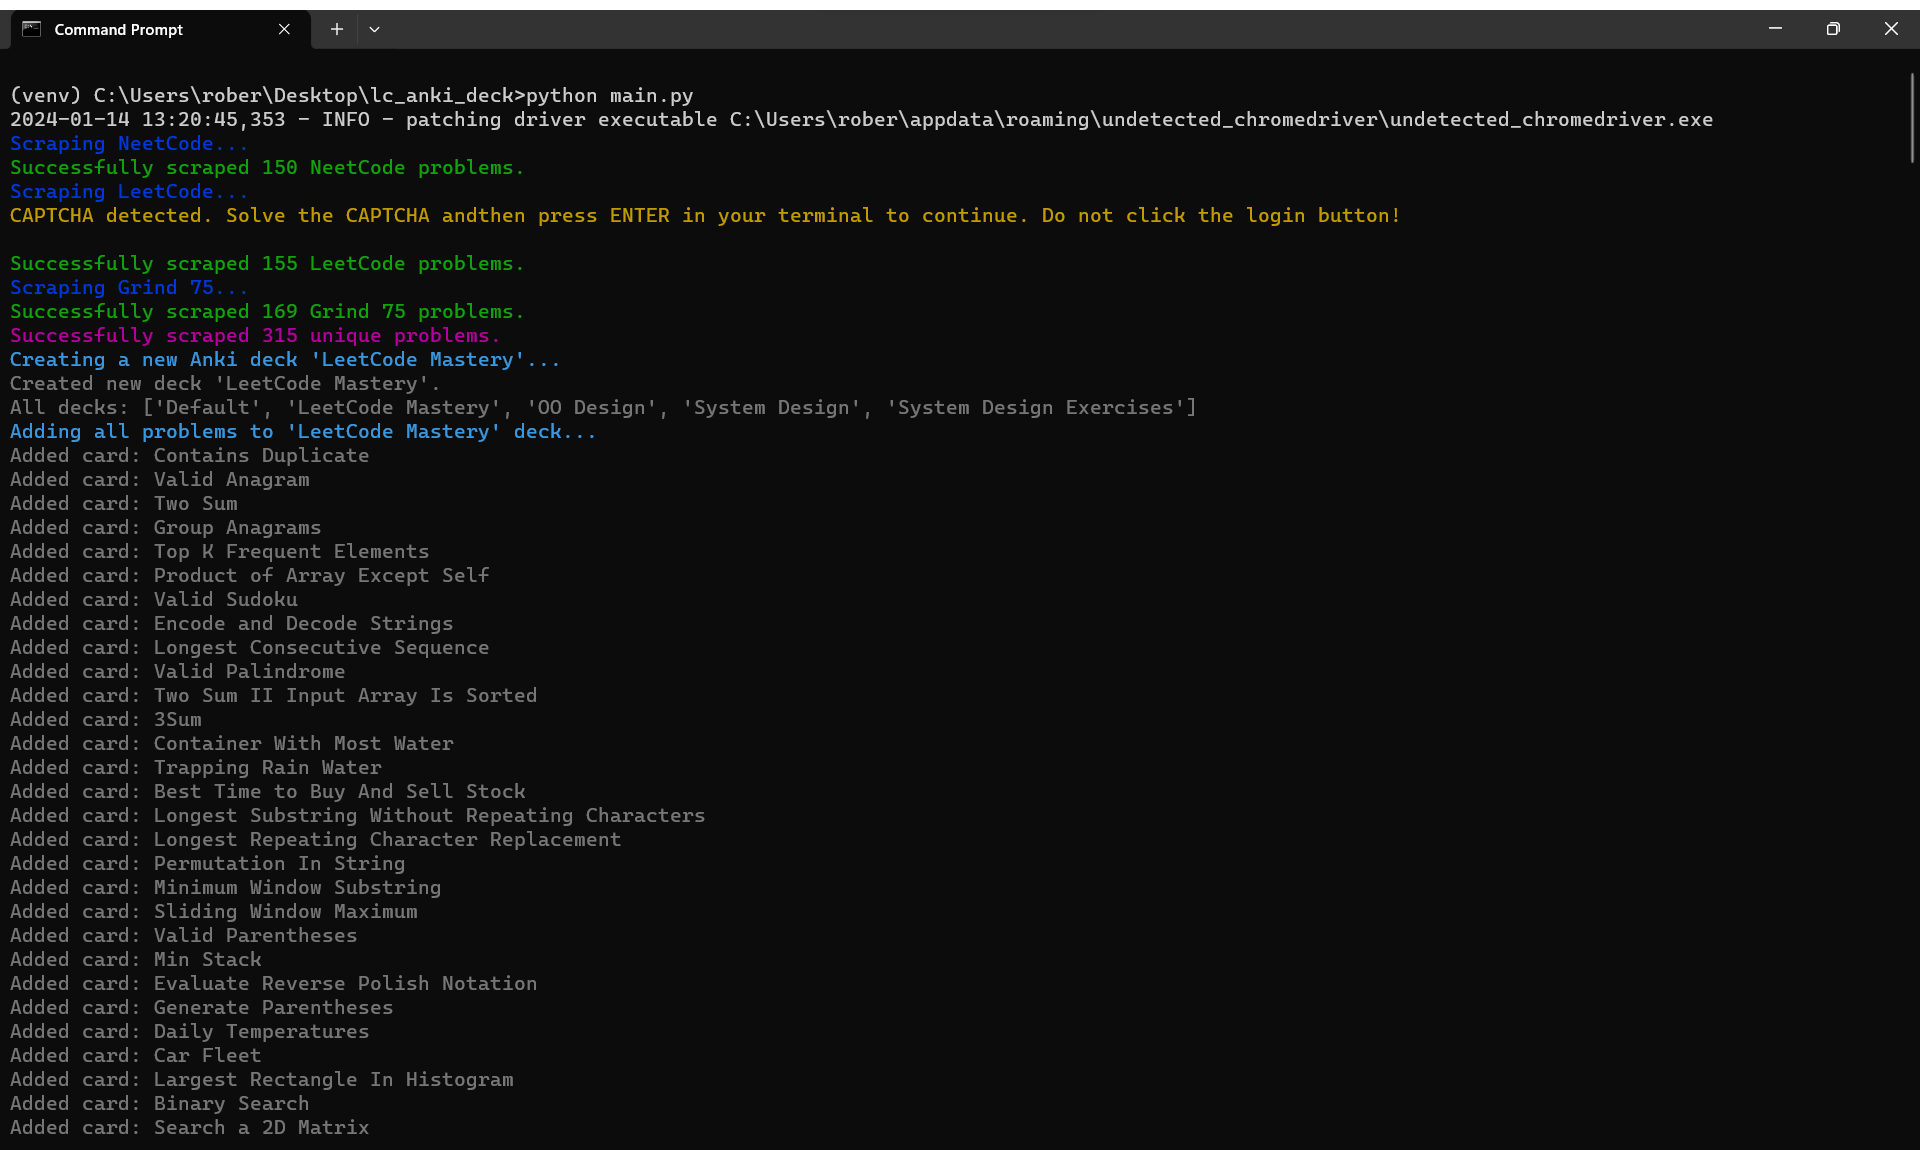 Command Prompt
(venv) C:\Users\rober\Desktop\lc_anki_deck>python main.py
2024-01-14 13:20:45,353 - INFO - patching driver executable C:\Users\rober\appdata\roaming\undetected_chromedriver\undetected_chromedriver.exe
Scraping NeetCode...
Successfully scraped 150 NeetCode problems.
Scraping LeetCode...
CAPTCHA detected. Solve the CAPTCHA andthen press ENTER in your terminal to continue. Do not click the login button!
Successfully scraped 155 LeetCode problems.
Scraping Grind 75...
Successfully scraped 169 Grind 75 problems.
Successfully scraped 315 unique problems.
Creating a new Anki deck 'LeetCode Mastery'...
Created new deck 'LeetCode Mastery'.
All decks: ['Default', 'LeetCode Mastery', 'OO Design', 'System Design', 'System Design Exercises']
Adding all problems to 'LeetCode Mastery' deck...
Added card: Contains Duplicate
Added card: Valid Anagram
Added card: Two Sum
Added card: Group Anagrams
Added card: Top K Frequent Elements
Added card: Product of Array Except Self
Added card: Valid Sudoku
Added card: Encode and Decode Strings
Added card: Longest Consecutive Sequence
Added card: Valid Palindrome
Added card: Two Sum II Input Array Is Sorted
Added card: 3Sum
Added card: Container With Most Water
Added card: Trapping Rain Water
Added card: Best Time to Buy And Sell Stock
Added card: Longest Substring Without Repeating Characters
Added card: Longest Repeating Character Replacement
Added card: Permutation In String
Added card: Minimum Window Substring
Added card: Sliding Window Maximum
Added card: Valid Parentheses
Added card: Min Stack
Added card: Evaluate Reverse Polish Notation
Added card: Generate Parentheses
Added card: Daily Temperatures
Added card: Car Fleet
Added card: Largest Rectangle In Histogram
Added card: Binary Search
Added card: Search a 2D Matrix